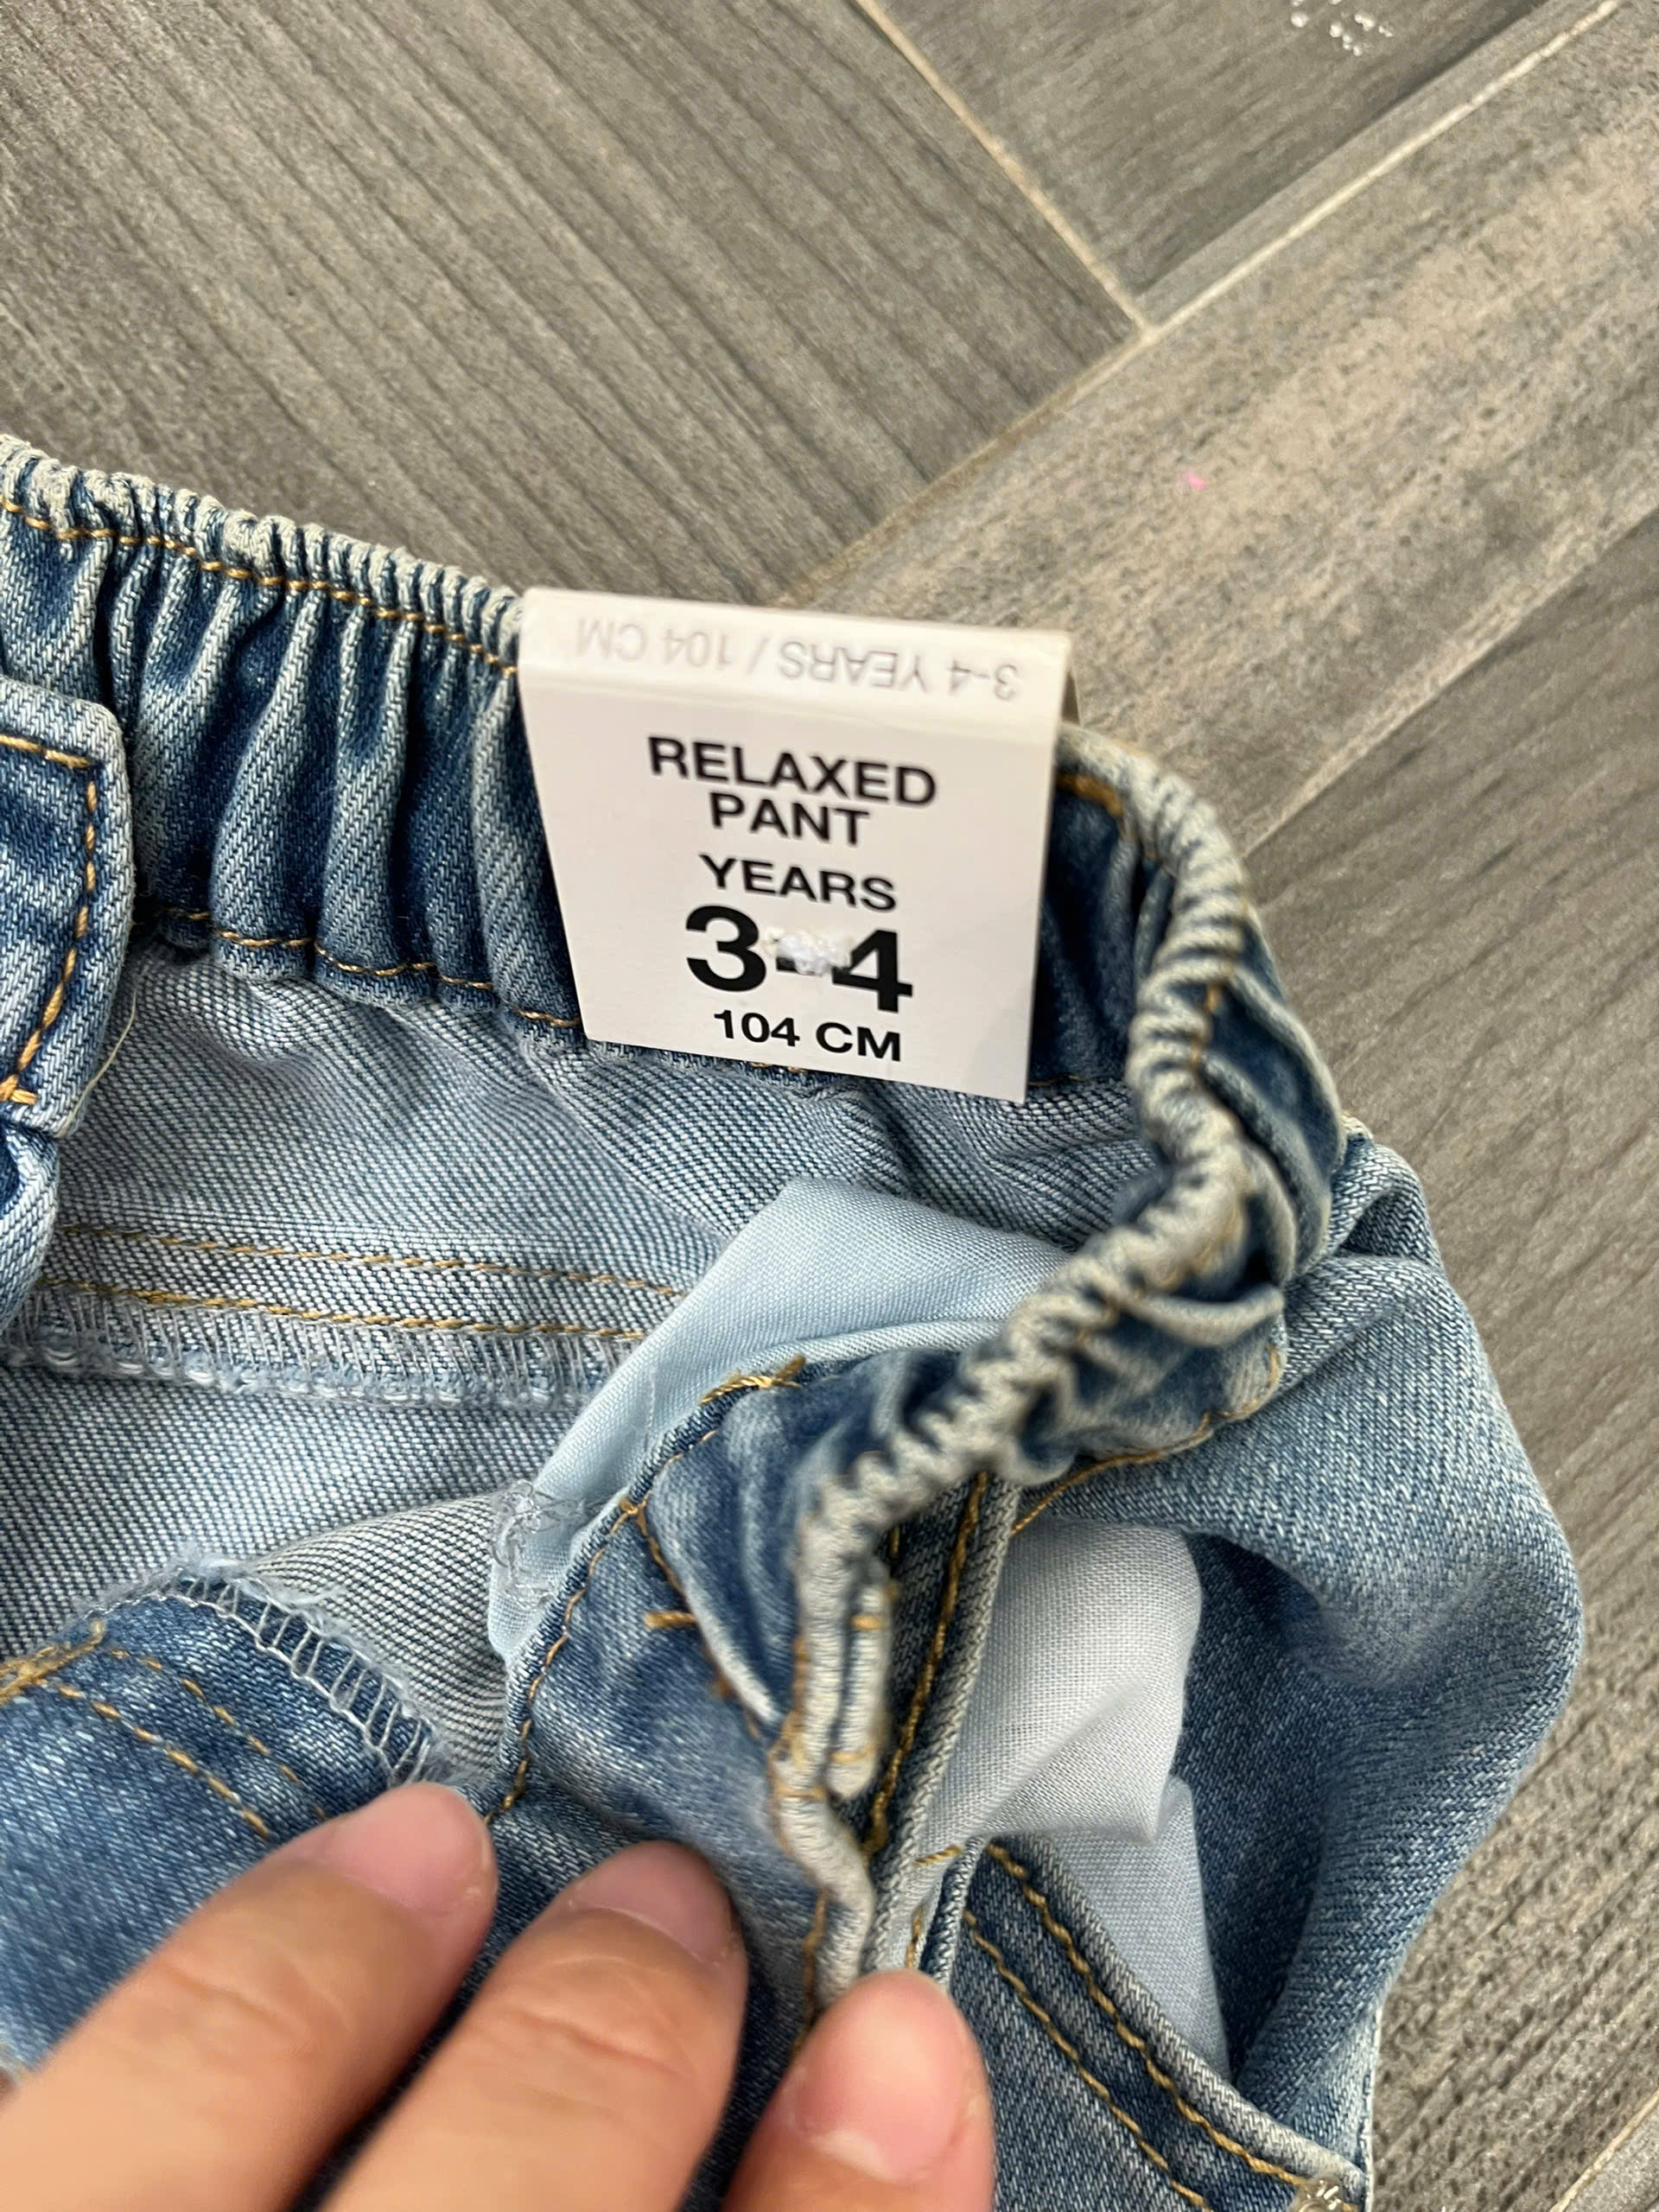 3-4 YEARS / 104 CM
RELAXED
PANT
YEARS
3-4
104 CM